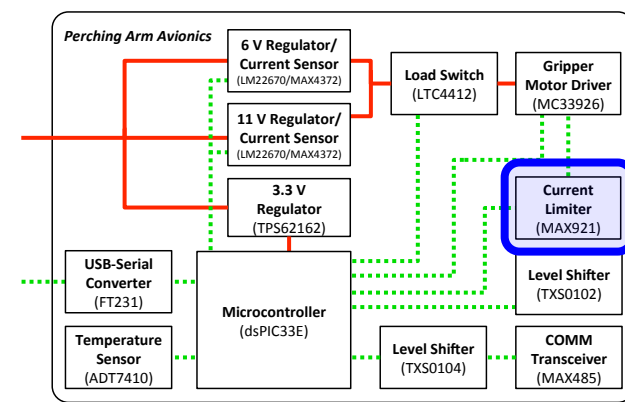 Perching Arm Avionics
6 V Regulator/
Current Sensor
(LM22670/MAX4372)
Load Switch
(LTC4412)
Gripper
Motor Driver
(MC33926)
11 V Regulator/
Current Sensor
(LM22670/MAX4372)
3.3 V
Regulator
(TPS62162)
Current
Limiter
(MAX921)
USB-Serial
Converter
(FT231)
Microcontroller
(dsPIC33E)
Level Shifter
(TXS0102)
Temperature
Sensor
(ADT7410)
Level Shifter
(TXS0104)
COMM
Transceiver
(MAX485)